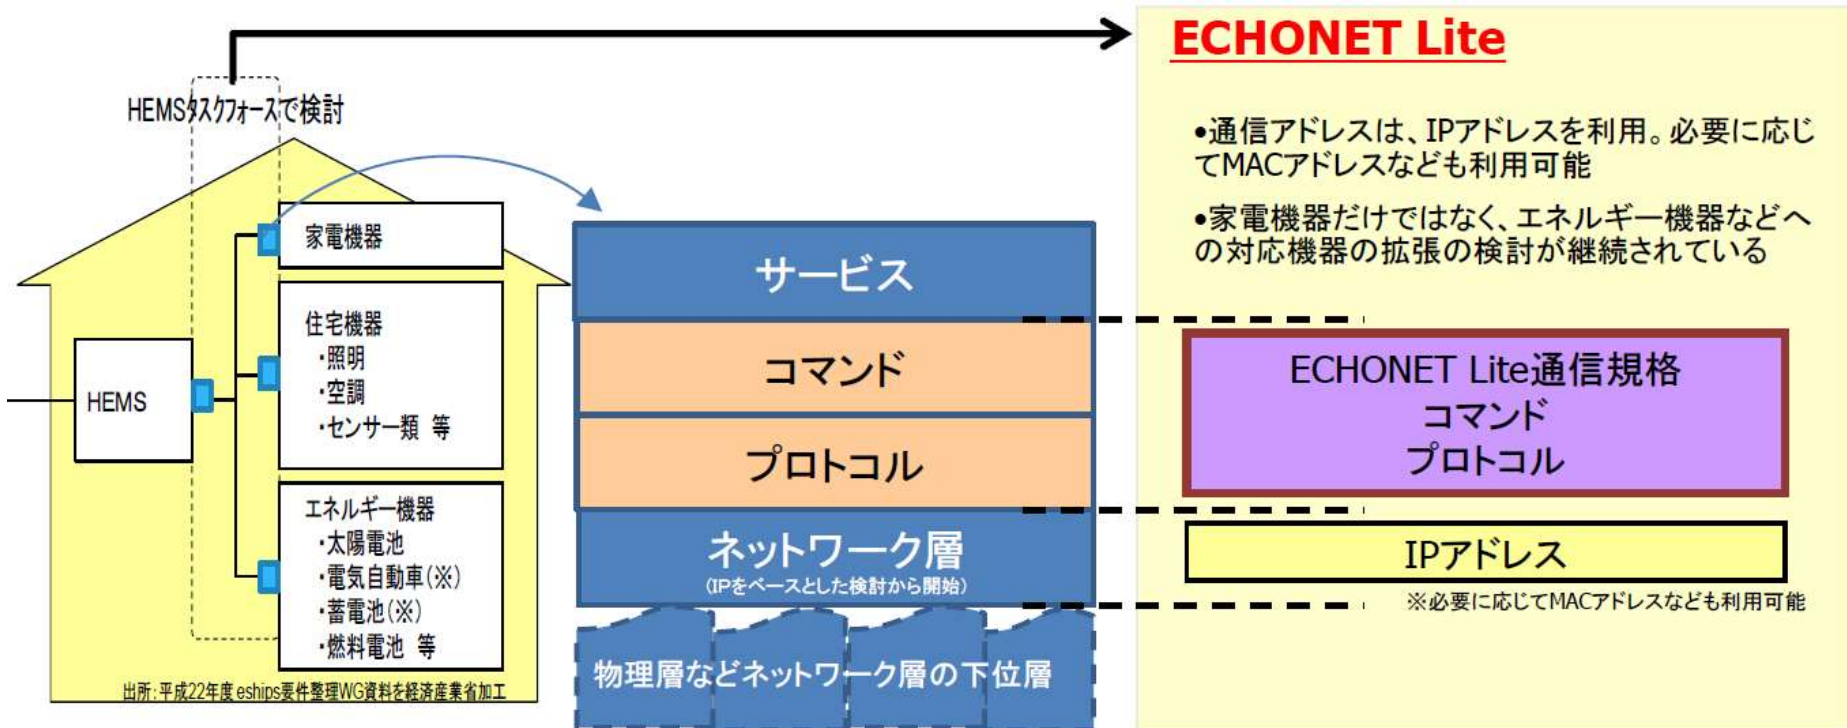 HEMSタスクフォースで検討
HEMS
家電機器
住宅機器
・照明
・空調
・センサー類 等
エネルギー機器
・太陽電池
・電気自動車(※)
・蓄電池(※)
・燃料電池 等
出所:平成22年度 eships要件整理WG資料を経済産業省加工
サービス
コマンド
プロトコル
ネットワーク層
(IPをベースとした検討から開始)
物理層などネットワーク層の下位層
ECHONET Lite
•通信アドレスは、IPアドレスを利用。必要に応じ
てMACアドレスなども利用可能
•家電機器だけではなく、エネルギー機器などへ
の対応機器の拡張の検討が継続されている
ECHONET Lite通信規格
コマンド
プロトコル
IPアドレス
※必要に応じてMACアドレスなども利用可能